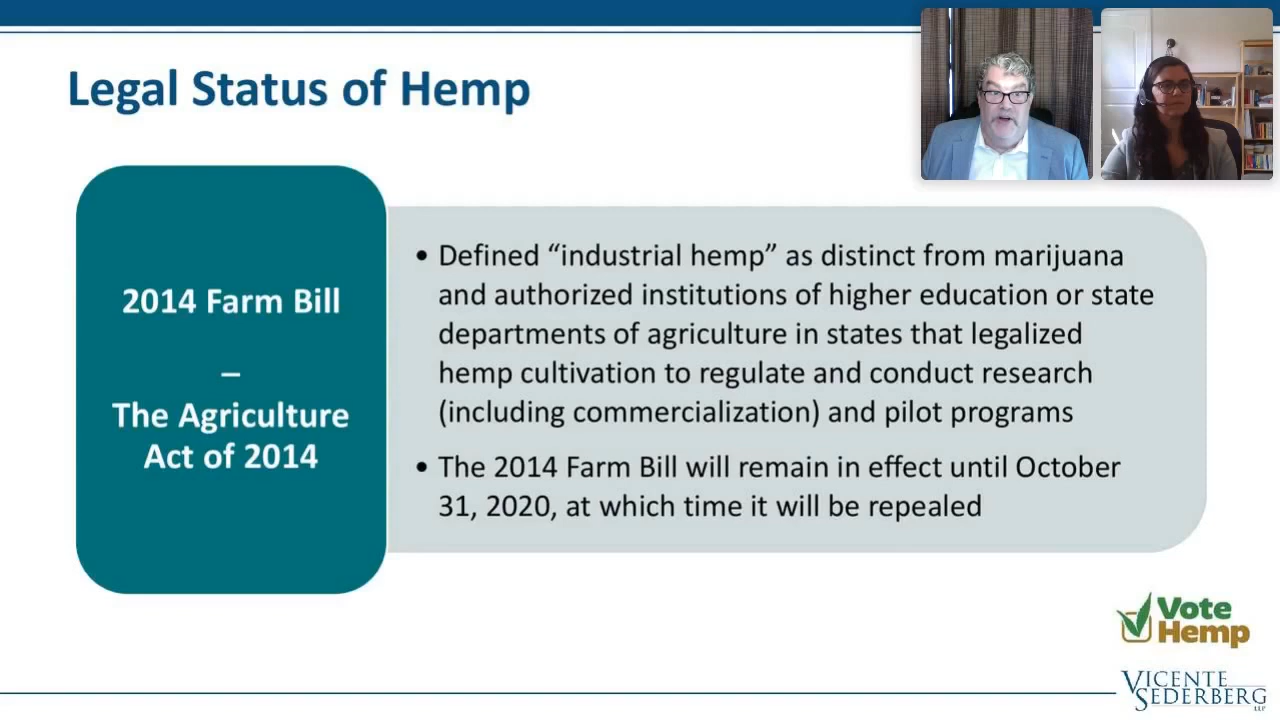 Legal Status of Hemp
2014 Farm Bill
–
The Agriculture
Act of 2014
• Defined “industrial hemp” as distinct from marijuana
and authorized institutions of higher education or state
departments of agriculture in states that legalized
hemp cultivation to regulate and conduct research
(including commercialization) and pilot programs
• The 2014 Farm Bill will remain in effect until October
31, 2020, at which time it will be repealed
Vote
Hemp
VICENTE
SEDERBERG
LLP